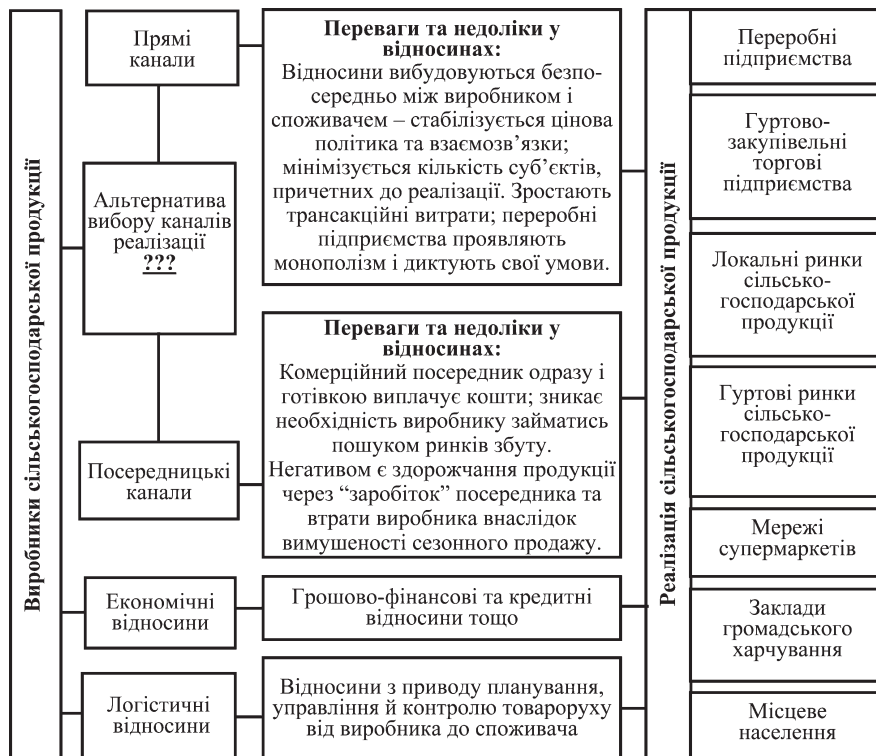 Виробники сільськогосподарської продукції
Прямі
канали
Альтернатива
вибору каналів
реалізації
???
Посередницькі
канали
Економічні
відносини
Логістичні
відносини
Переваги та недоліки у
відносинах:
Відносини вибудовуються безпо-
середньо між виробником і
споживачем – стабілізується цінова
політика та взаємозв’язки;
мінімізується кількість суб’єктів,
причетних до реалізації. Зростають
трансакційні витрати; переробні
підприємства проявляють
монополізм і диктують свої умови.
Переваги та недоліки у
відносинах:
Комерційний посередник одразу і
готівкою виплачує кошти; зникає
необхідність виробнику займатись
пошуком ринків збуту.
Негативом є здорожчання продукції
через “заробіток” посередника та
втрати виробника внаслідок
вимушеності сезонного продажу.
Грошово-фінансові та кредитні
відносини тощо
Відносини з приводу планування,
управління й контролю товароруху
від виробника до споживача
Реалізація сільськогосподарської продукції
Переробні
підприємства
Гуртово-
закупівельні
торгові
підприємства
Локальні ринки
сільсько-
господарської
продукції
Гуртові ринки
сільсько-
господарської
продукції
Мережі
супермаркетів
Заклади
громадського
харчування
Місцеве
населення